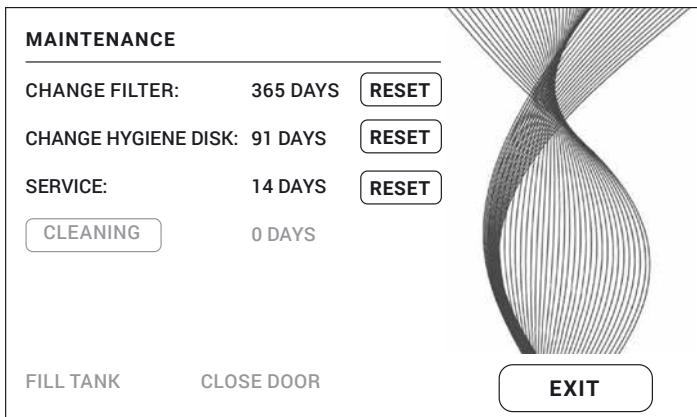 MAINTENANCE
CHANGE FILTER: 365 DAYS RESET
CHANGE HYGIENE DISK: 91 DAYS RESET
SERVICE: 14 DAYS RESET
CLEANING 0 DAYS
FILL TANK CLOSE DOOR EXIT